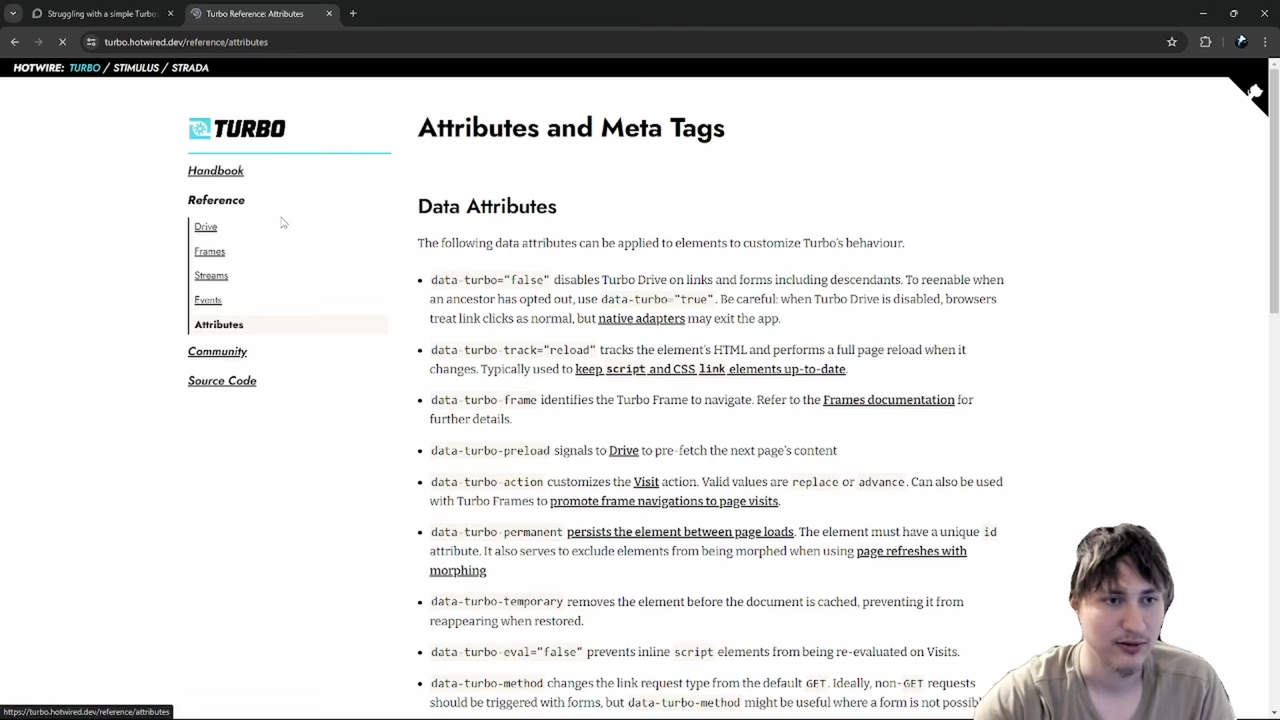 Struggling with a simple Turbo
Turbo Reference: Attributes
turbo.hotwired.dev/reference/attributes
HOTWIRE: TURBO / STIMULUS / STRADA
TURBO
Handbook
Reference
Drive
Frames
Streams
Events
Attributes
Community
Source Code
Attributes and Meta Tags
Data Attributes
The following data attributes can be applied to elements to customize Turbo's behaviour.
• data-turbo="false" disables Turbo Drive on links and forms including descendants. To reenable when
an ancestor has opted out, use data-turbo="true". Be careful: when Turbo Drive is disabled, browsers
treat link clicks as normal, but native adapters may exit the app.
• data-turbo-track="reload" tracks the element's HTML and performs a full page reload when it
changes. Typically used to keep script and CSS link elements up-to-date.
• data-turbo-frame identifies the Turbo Frame to navigate. Refer to the Frames documentation for
further details.
• data-turbo-preload signals to Drive to pre-fetch the next page's content
• data-turbo-action customizes the Visit action. Valid values are replace or advance. Can also be used
with Turbo Frames to promote frame navigations to page visits.
• data-turbo-permanent persists the element between page loads. The element must have a unique id
attribute. It also serves to exclude elements from being morphed when using page refreshes with
morphing
• data-turbo-temporary removes the element before the document is cached, preventing it from
reappearing when restored.
• data-turbo-eval="false" prevents inline script elements from being re-evaluated on Visits.
• data-turbo-method changes the link request type from the default GET. Ideally, non-GET requests
should be triggered with forms, but data-turbo-method might be useful where a form is not possib
https://turbo.hotwired.dev/reference/attributes